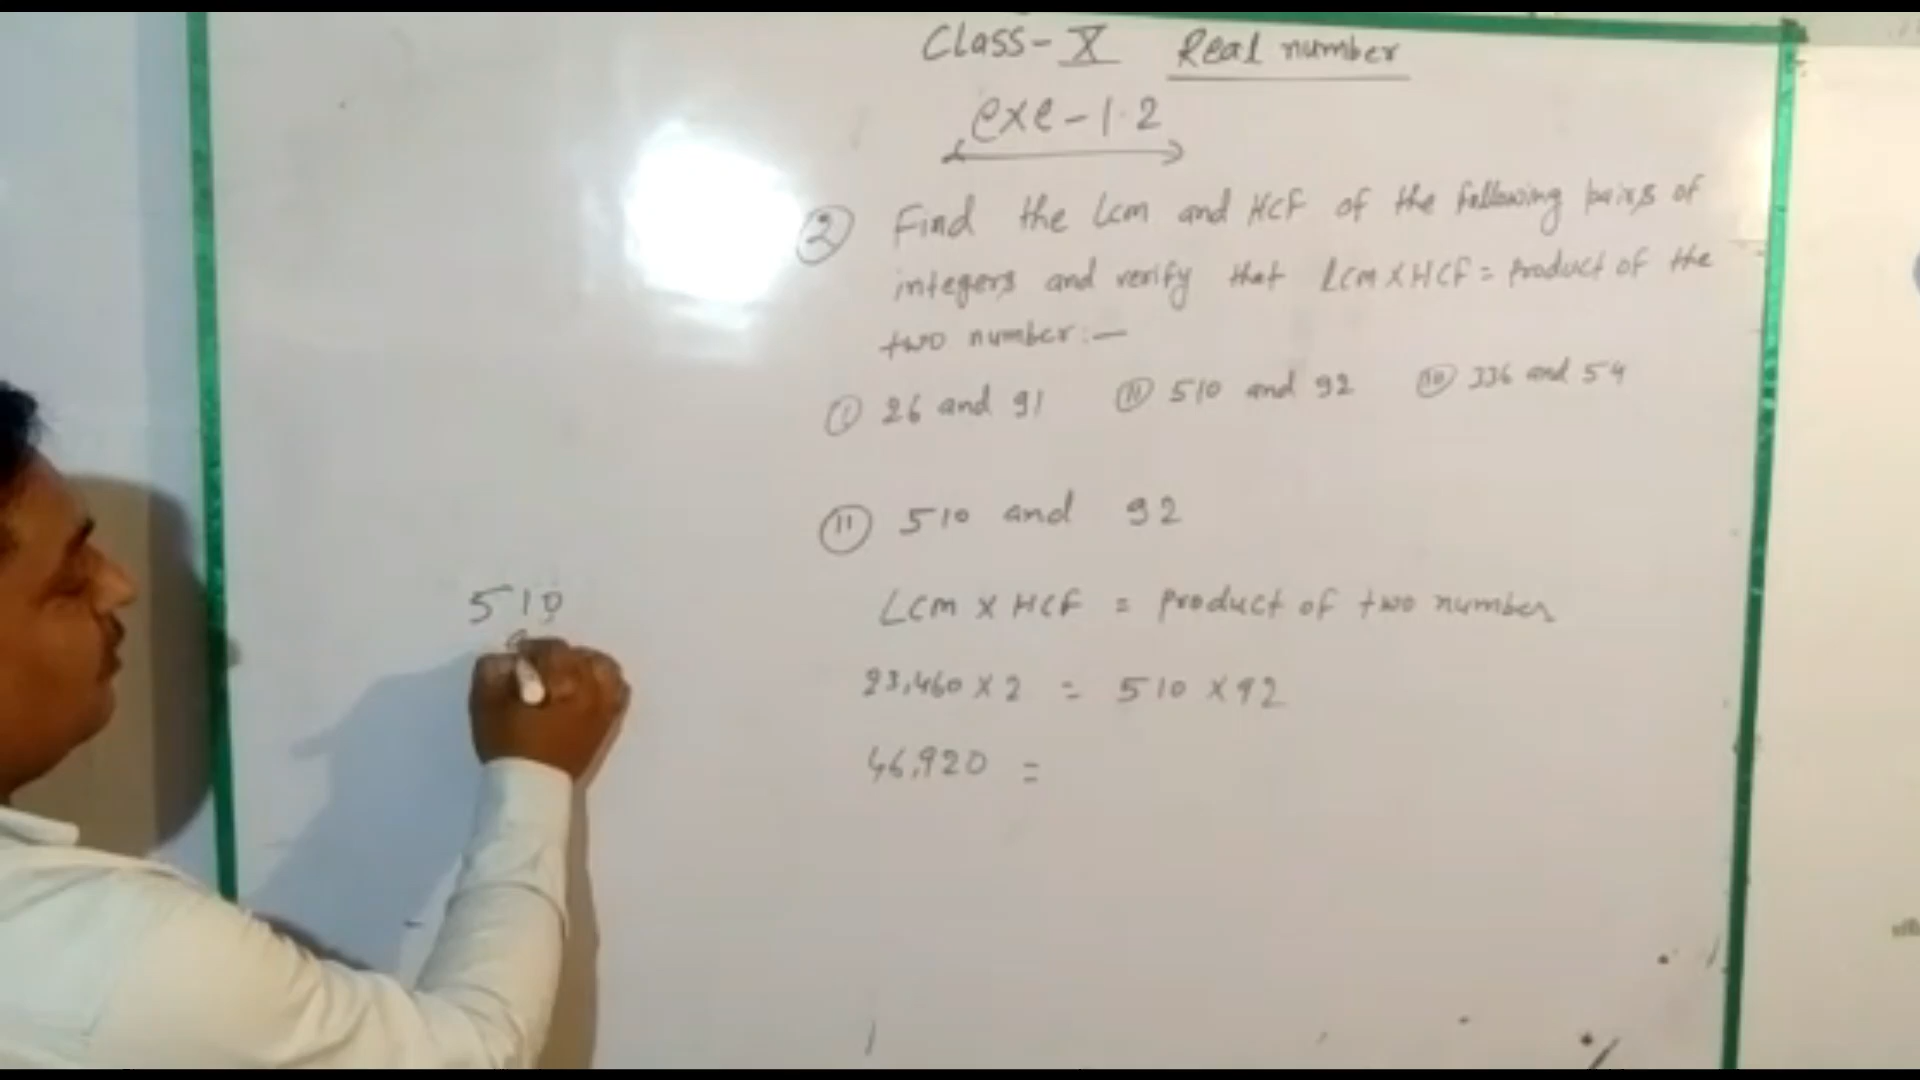 Class - X Real number
exe - 1.2
② Find the Lcm and HCF of the following pairs of
integers and verify that LCM X HCF = Product of the
two number :—
(i) 26 and 91 (ii) 510 and 92 (iii) 336 and 54
(ii) 510 and 92
510
LCM X HCF = product of two number
23,460 X 2 = 510 X 92
46,920 =